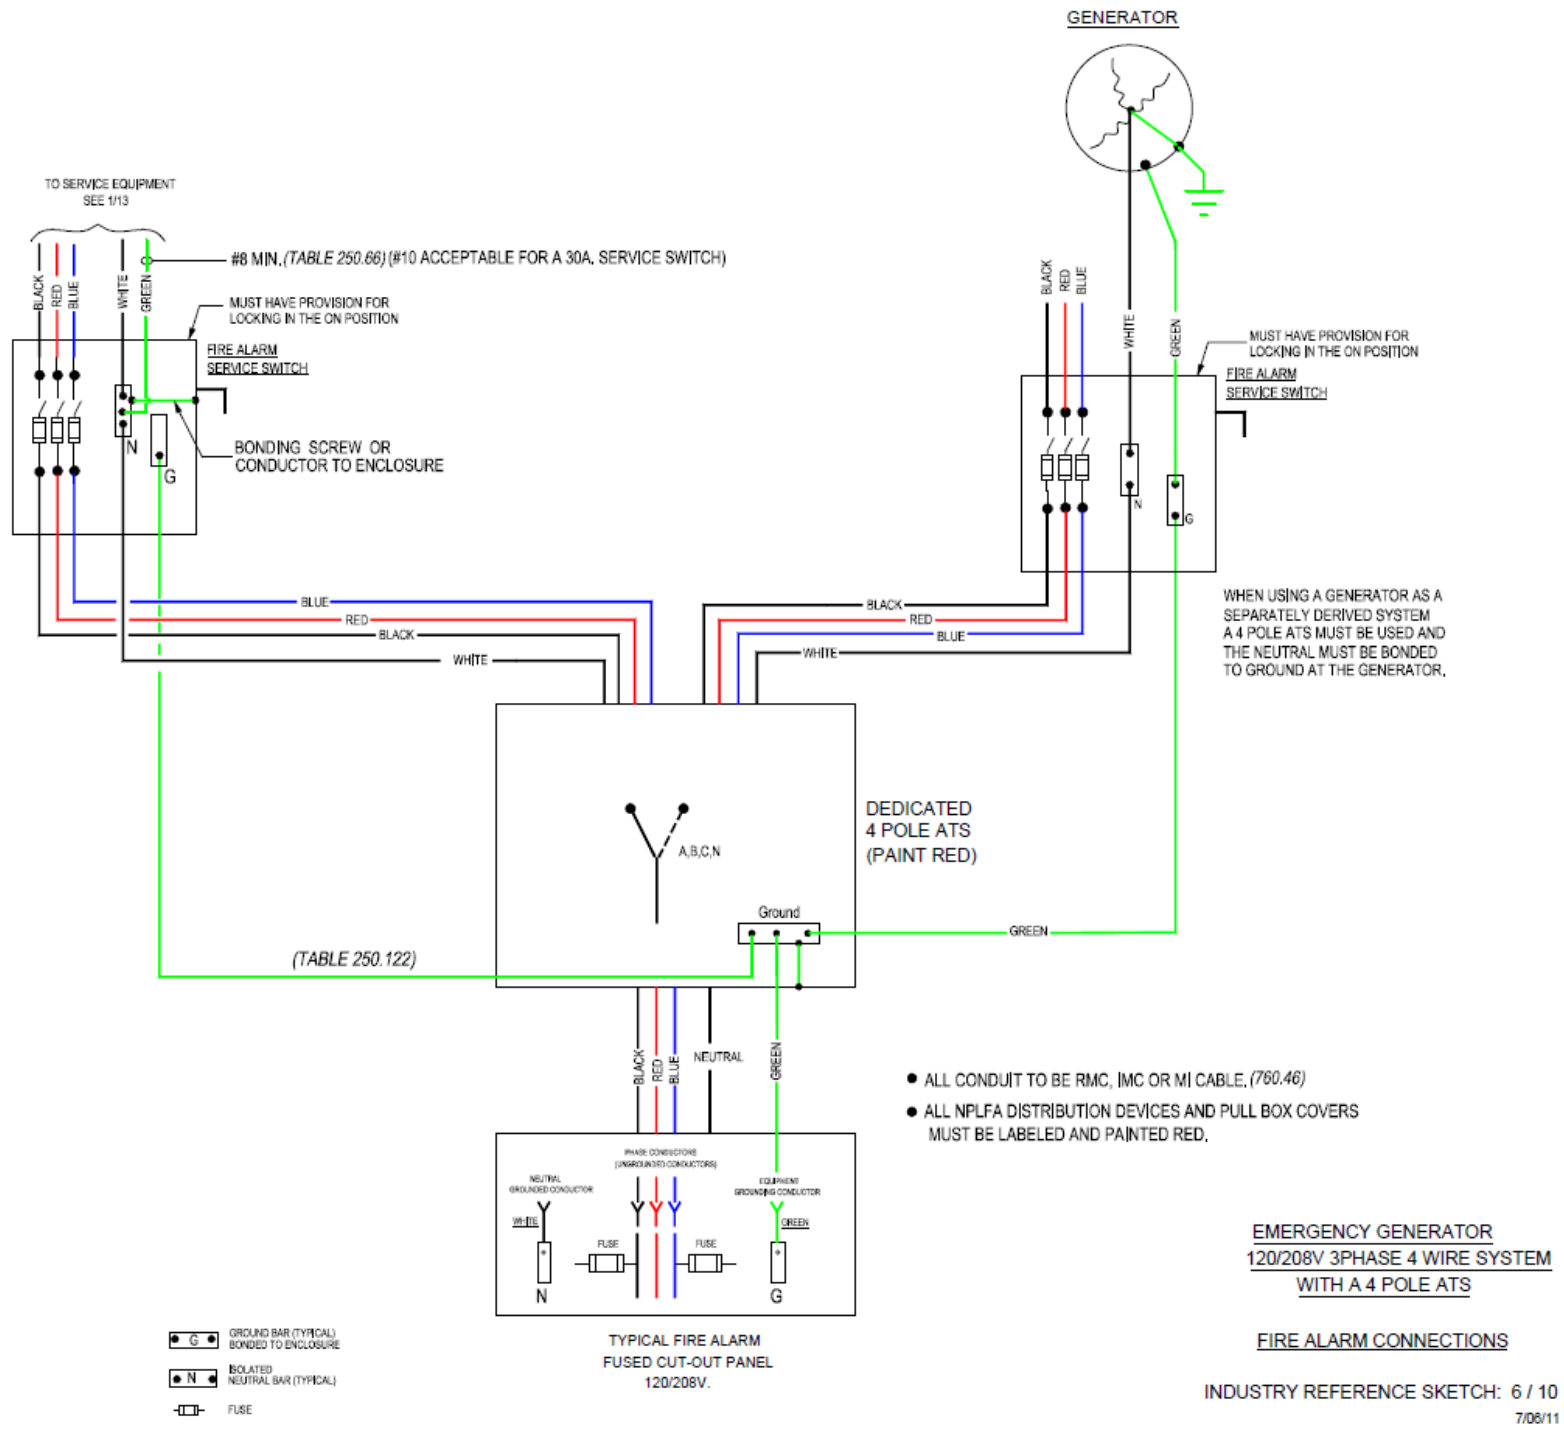 GENERATOR
TO SERVICE EQUIPMENT
SEE 1/13
#8 MIN. (TABLE 250.66) (#10 ACCEPTABLE FOR A 30A. SERVICE SWITCH)
BLACK
RED
BLUE
WHITE
GREEN
MUST HAVE PROVISION FOR
LOCKING IN THE ON POSITION
FIRE ALARM
SERVICE SWITCH
N
G
BONDING SCREW OR
CONDUCTOR TO ENCLOSURE
BLACK
RED
BLUE
WHITE
GREEN
MUST HAVE PROVISION FOR
LOCKING IN THE ON POSITION
FIRE ALARM
SERVICE SWITCH
N
G
WHEN USING A GENERATOR AS A
SEPARATELY DERIVED SYSTEM
A 4 POLE ATS MUST BE USED AND
THE NEUTRAL MUST BE BONDED
TO GROUND AT THE GENERATOR.
BLUE
RED
BLACK
WHITE
BLACK
RED
BLUE
WHITE
A,B,C,N
DEDICATED
4 POLE ATS
(PAINT RED)
Ground
GREEN
(TABLE 250.122)
BLACK
RED
BLUE
NEUTRAL
GREEN
● ALL CONDUIT TO BE RMC, IMC OR MI CABLE. (760.46)
● ALL NPLFA DISTRIBUTION DEVICES AND PULL BOX COVERS
MUST BE LABELED AND PAINTED RED.
PHASE CONDUCTORS
(UNGROUNDED CONDUCTORS)
NEUTRAL
GROUNDED CONDUCTOR
WHITE
N
FUSE
FUSE
EQUIPMENT
GROUNDING CONDUCTOR
GREEN
G
TYPICAL FIRE ALARM
FUSED CUT-OUT PANEL
120/208V.
G
GROUND BAR (TYPICAL)
BONDED TO ENCLOSURE
N
ISOLATED
NEUTRAL BAR (TYPICAL)
FUSE
EMERGENCY GENERATOR
120/208V 3PHASE 4 WIRE SYSTEM
WITH A 4 POLE ATS
FIRE ALARM CONNECTIONS
INDUSTRY REFERENCE SKETCH: 6 / 10
7/06/11